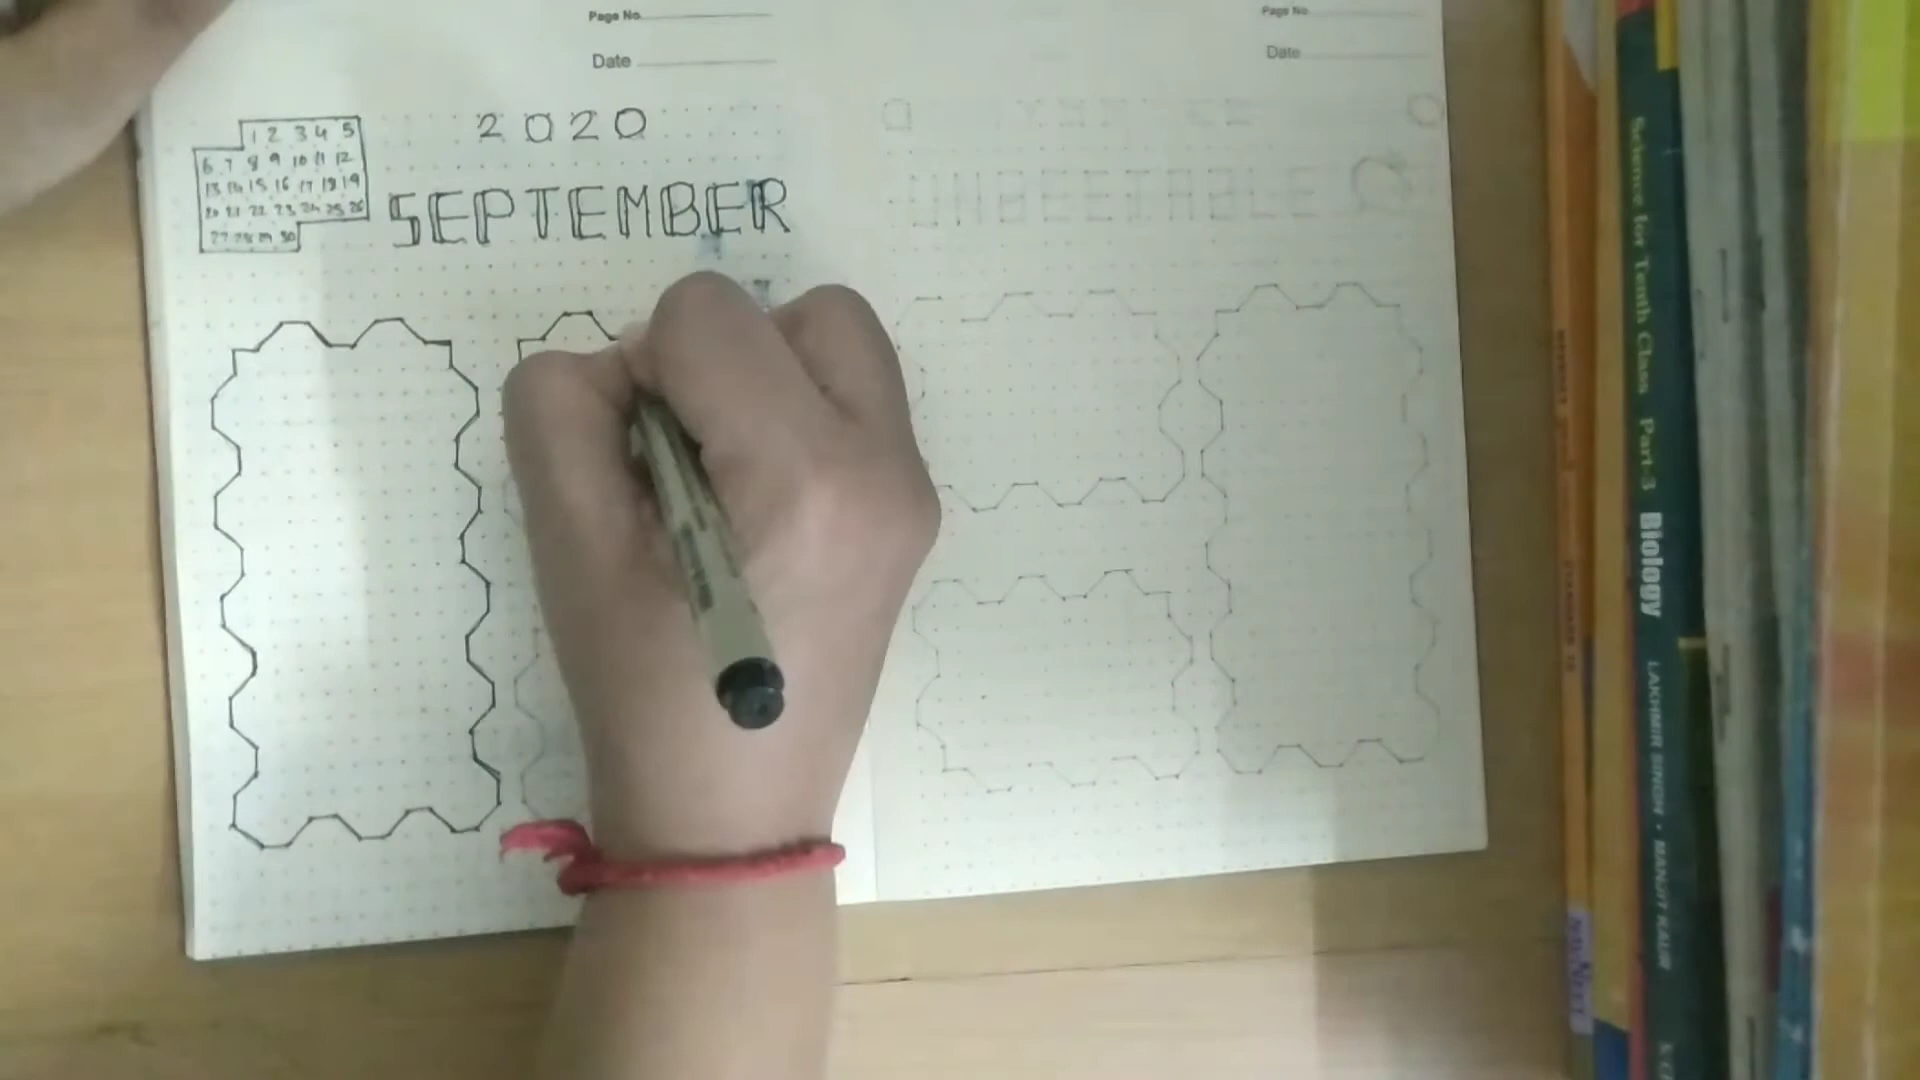 Page No.
Date
2020
SEPTEMBER
1 2 3 4 5
6 7 8 9 10 11 12
13 14 15 16 17 18 19
20 21 22 23 24 25 26
27 28 29 30
Page No.
Date
UNBEETABLE
Science for Tenth Class Part-3 Biology LAKHMIR SINGH • MANJIT KAUR